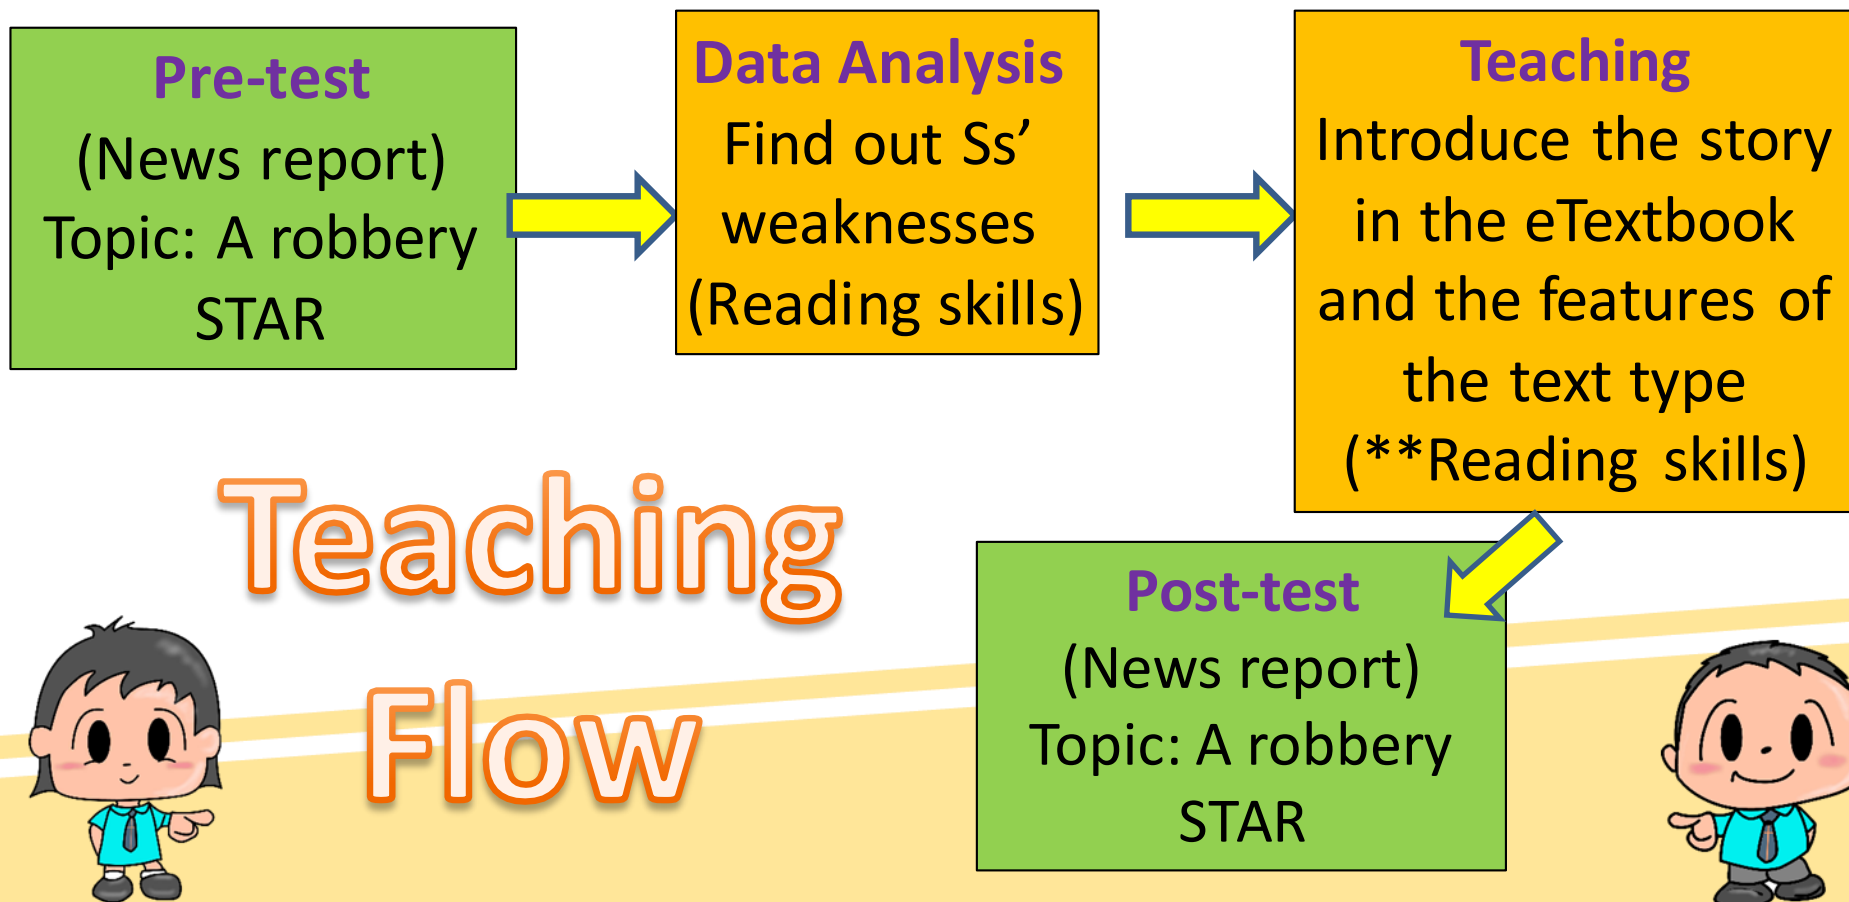 Pre-test
(News report)
Topic: A robbery
STAR
Data Analysis
Find out Ss’
weaknesses
(Reading skills)
Teaching
Introduce the story
in the eTextbook
and the features of
the text type
(**Reading skills)
Teaching
Flow
Post-test
(News report)
Topic: A robbery
STAR